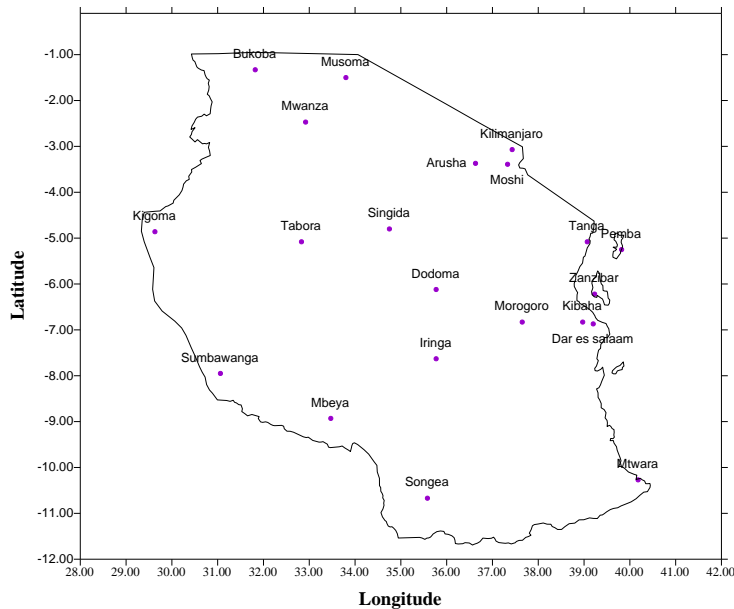 -1.00
Bukoba
Musoma
-2.00
Mwanza
-3.00
Kilimanjaro
Arusha
Moshi
-4.00
Kigoma
Tabora
Singida
Tanga
Pemba
-5.00
Dodoma
Zanzibar
-6.00
Morogoro
Kibaha
-7.00
Iringa
Dar es salaam
Sumbawanga
-8.00
Mbeya
-9.00
-10.00
Mtwara
Songea
-11.00
-12.00
28.00 29.00 30.00 31.00 32.00 33.00 34.00 35.00 36.00 37.00 38.00 39.00 40.00 41.00 42.00
Latitude
Longitude